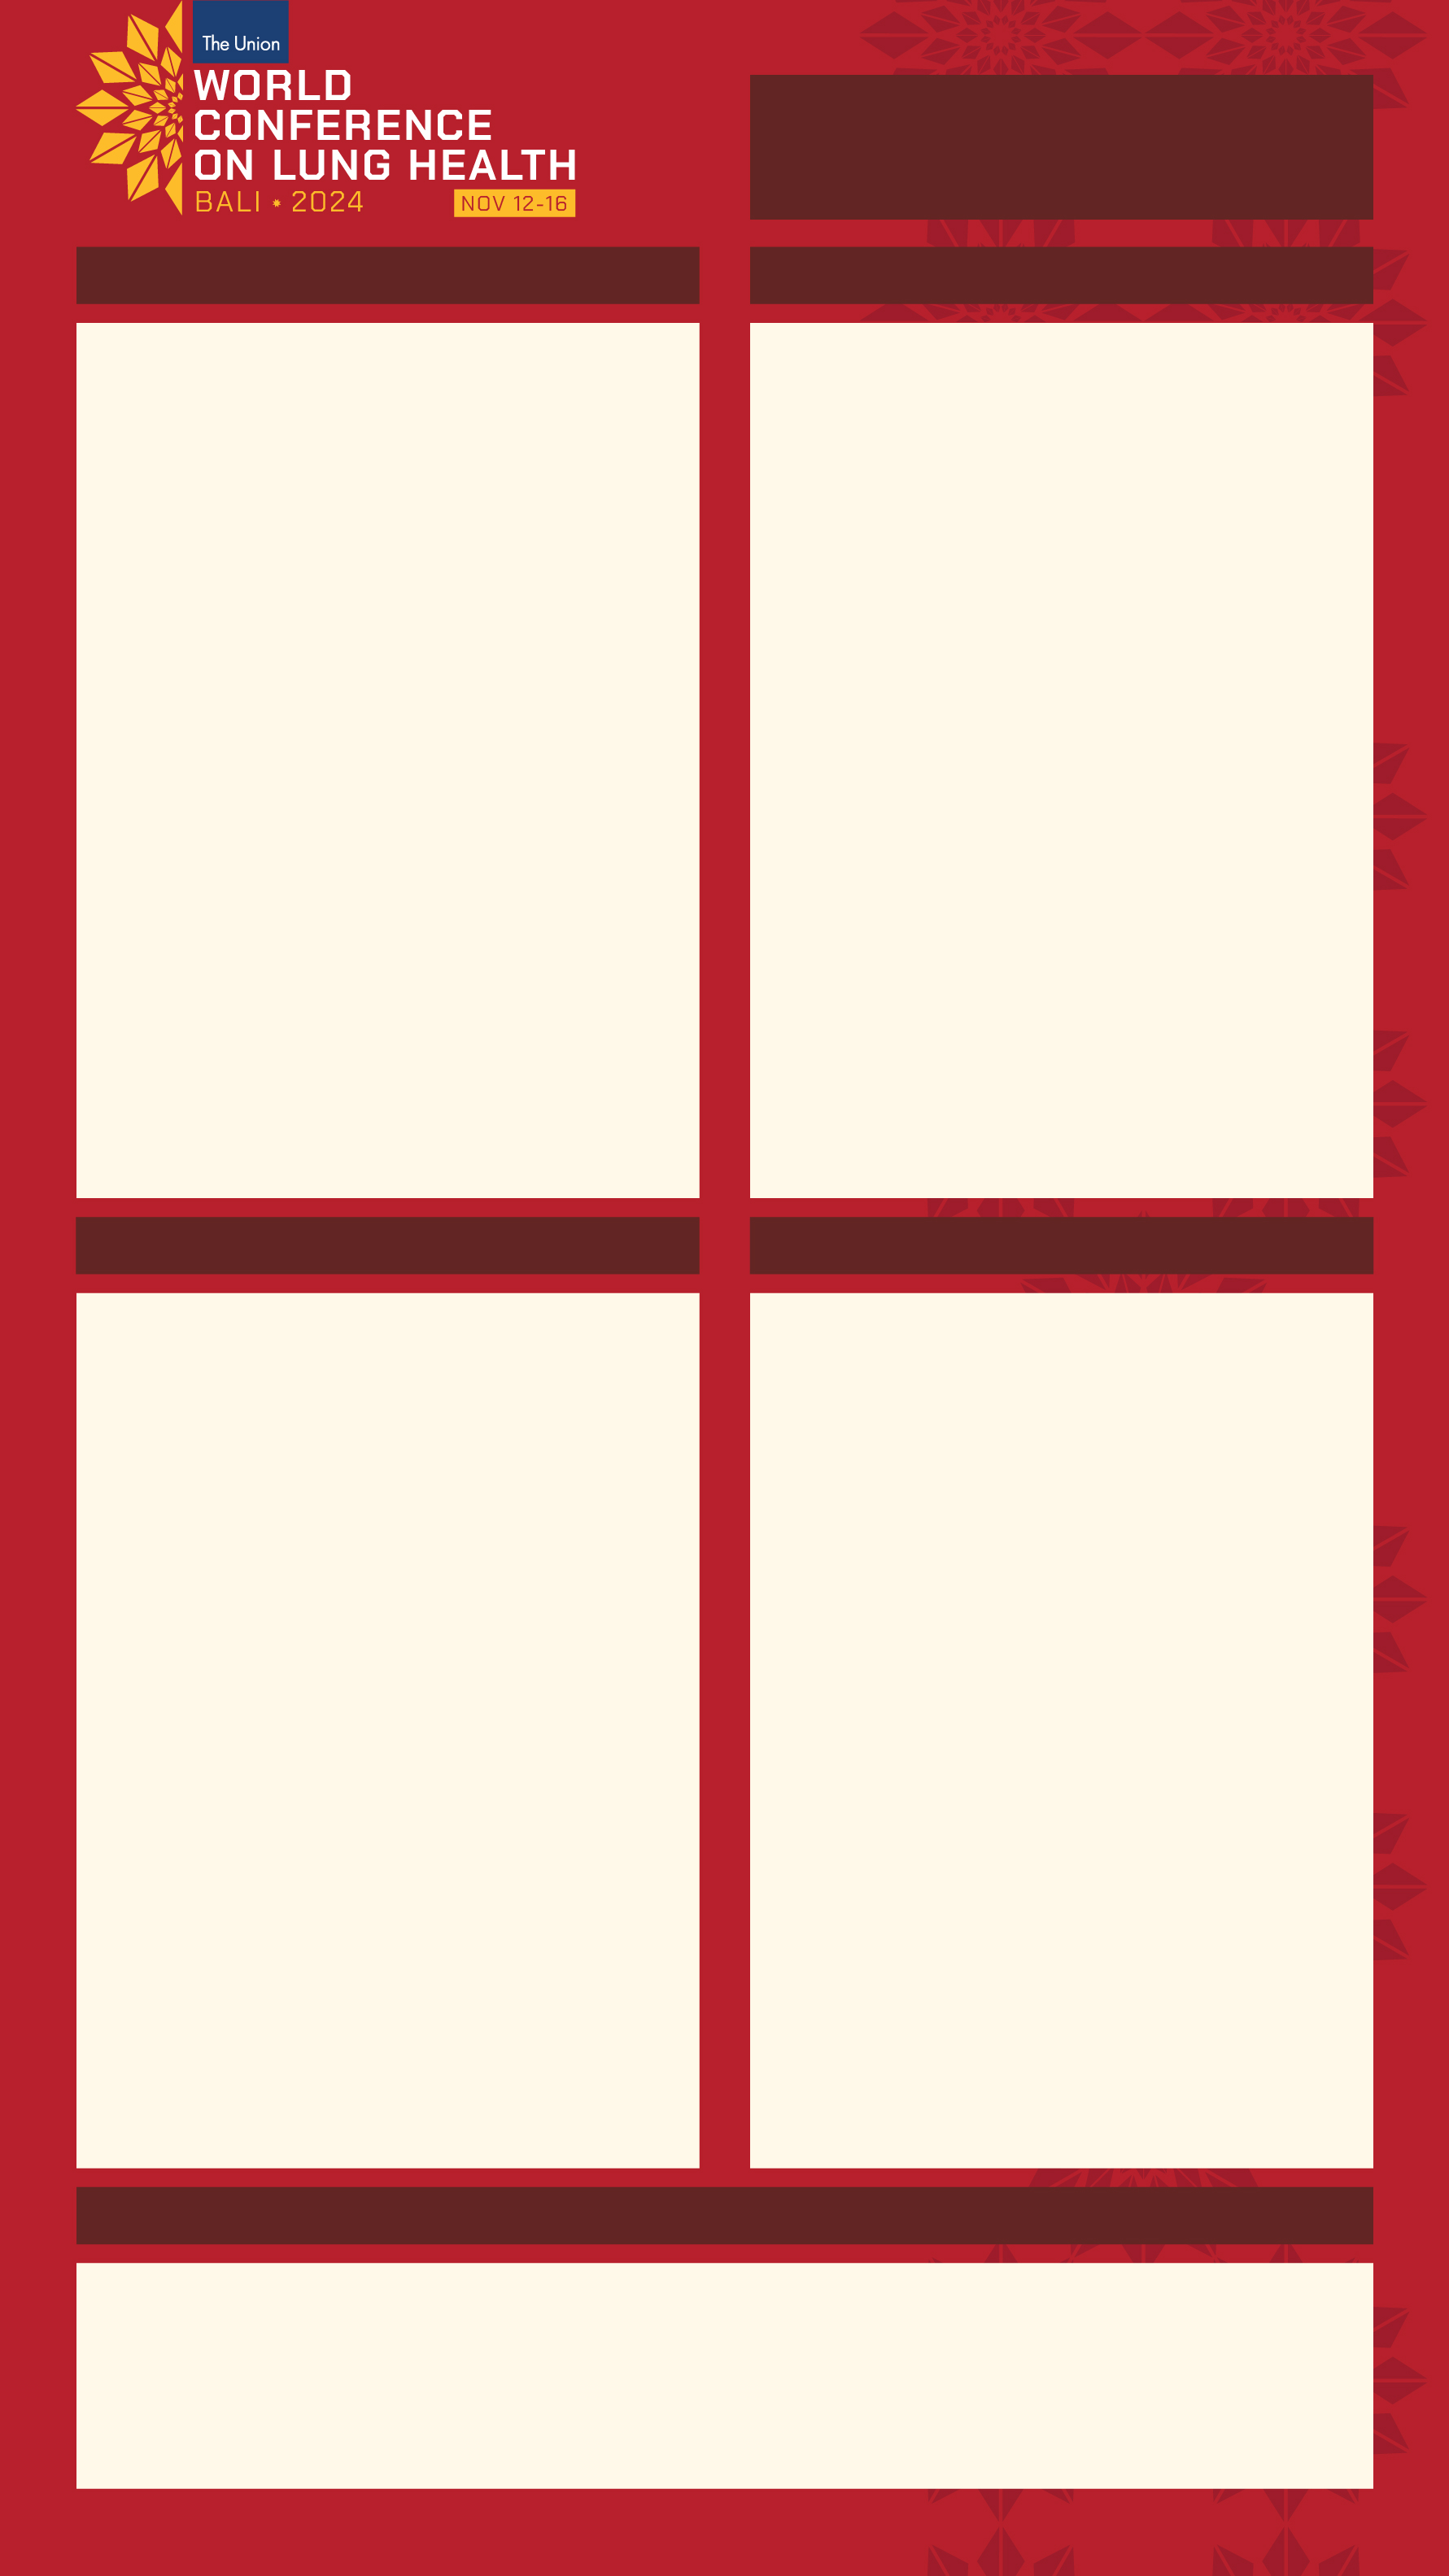 The Union
WORLD
CONFERENCE
ON LUNG HEALTH
BALI * 2024
NOV 12-16